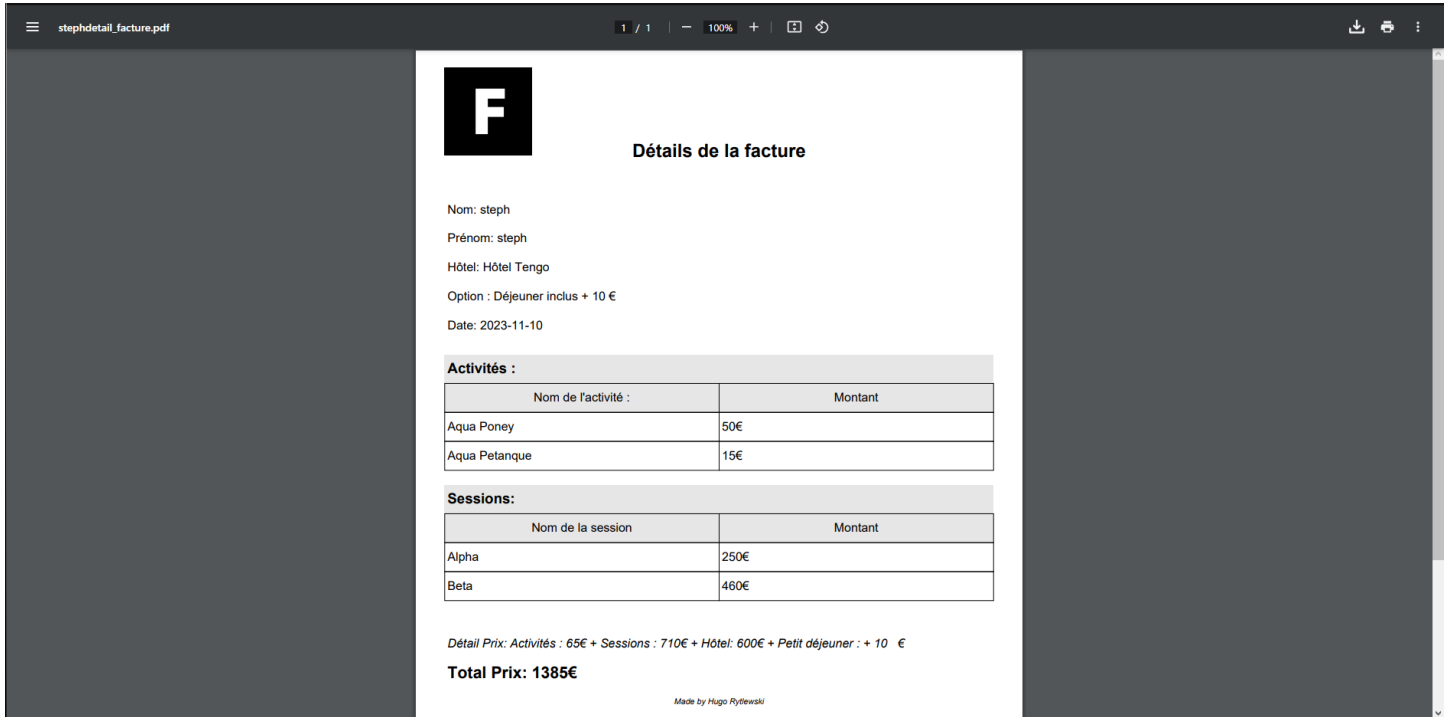 stephdetail_facture.pdf
1 / 1
100%
F
Détails de la facture
Nom: steph
Prénom: steph
Hôtel: Hôtel Tengo
Option : Déjeuner inclus + 10 €
Date: 2023-11-10
Activités :
Nom de l'activité : Montant
Aqua Poney 50€
Aqua Petanque 15€
Sessions:
Nom de la session Montant
Alpha 250€
Beta 460€
Détail Prix: Activités : 65€ + Sessions : 710€ + Hôtel: 600€ + Petit déjeuner : + 10 €
Total Prix: 1385€
Made by Hugo Rytlewski